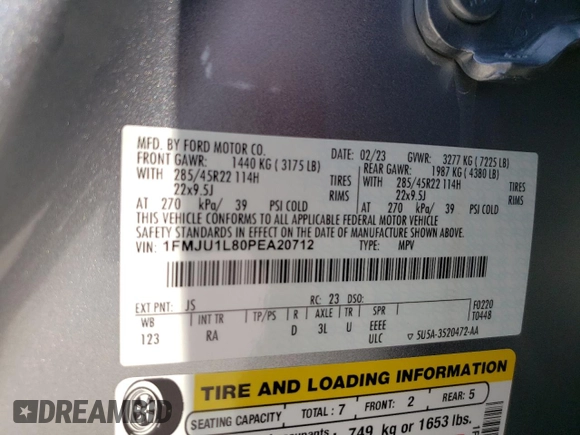 MFD. BY FORD MOTOR CO.
DATE: 02/23 GVWR: 3277 KG ( 7225 LB)
FRONT GAWR: 1440 KG ( 3175 LB) REAR GAWR: 1987 KG ( 4380 LB)
WITH 285/45R22 114H TIRES WITH 285/45R22 114H TIRES
22x9.5J RIMS 22x9.5J RIMS
AT 270 kPa/ 39 PSI COLD AT 270 kPa/ 39 PSI COLD
THIS VEHICLE CONFORMS TO ALL APPLICABLE FEDERAL MOTOR VEHICLE
SAFETY STANDARDS IN EFFECT ON THE DATE OF MANUFACTURE SHOWN ABOVE.
VIN: 1FMJU1L80PEA20712 TYPE: MPV
EXT PNT: JS RC: 23 DSO: F0220
WB INT TR TP/PS R AXLE TR SPR T0448
123 RA D 3L U EEEE
ULC ▽ 5U5A-3520472-AA
TIRE AND LOADING INFORMATION
SEATING CAPACITY TOTAL : 7 FRONT: 2 REAR: 5
749 kg or 1653 lbs.
DREAMBID